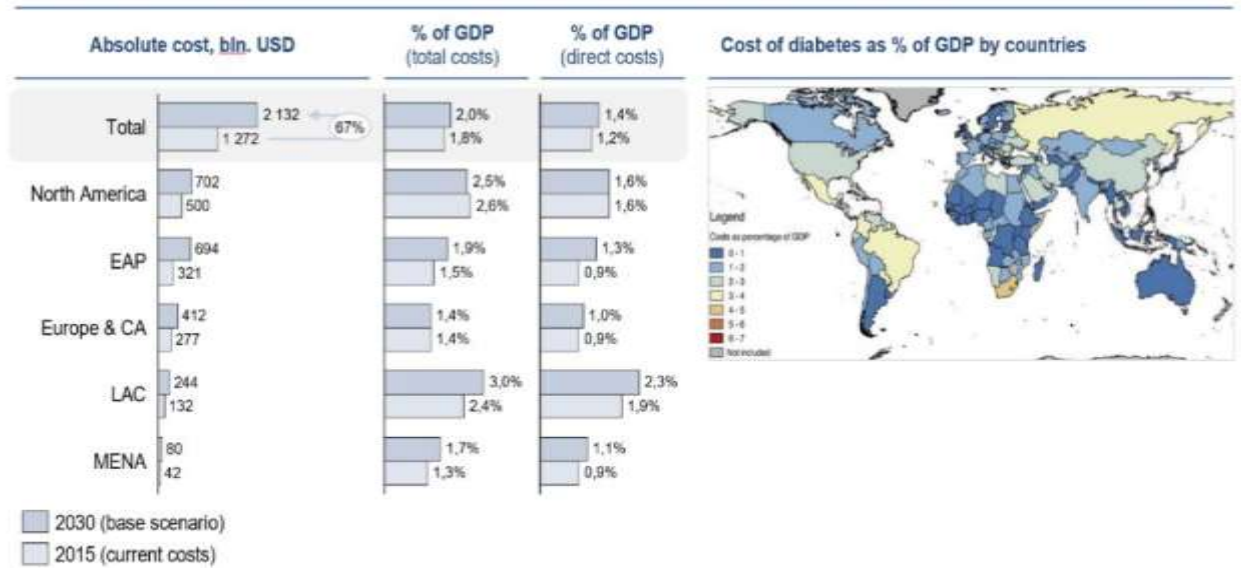 Absolute cost, bln. USD
% of GDP
(total costs)
% of GDP
(direct costs)
Cost of diabetes as % of GDP by countries
Total
2 132
1 272
67%
2,0%
1,8%
1,4%
1,2%
North America
702
500
2,5%
2,6%
1,6%
1,6%
EAP
694
321
1,9%
1,5%
1,3%
0,9%
Europe & CA
412
277
1,4%
1,4%
1,0%
0,9%
LAC
244
132
3,0%
2,4%
2,3%
1,9%
MENA
80
42
1,7%
1,3%
1,1%
0,9%
2030 (base scenario)
2015 (current costs)
Legend
Costs as percentage of GDP
0 - 1
1 - 2
2 - 3
3 - 4
4 - 5
5 - 6
6 - 7
Not included